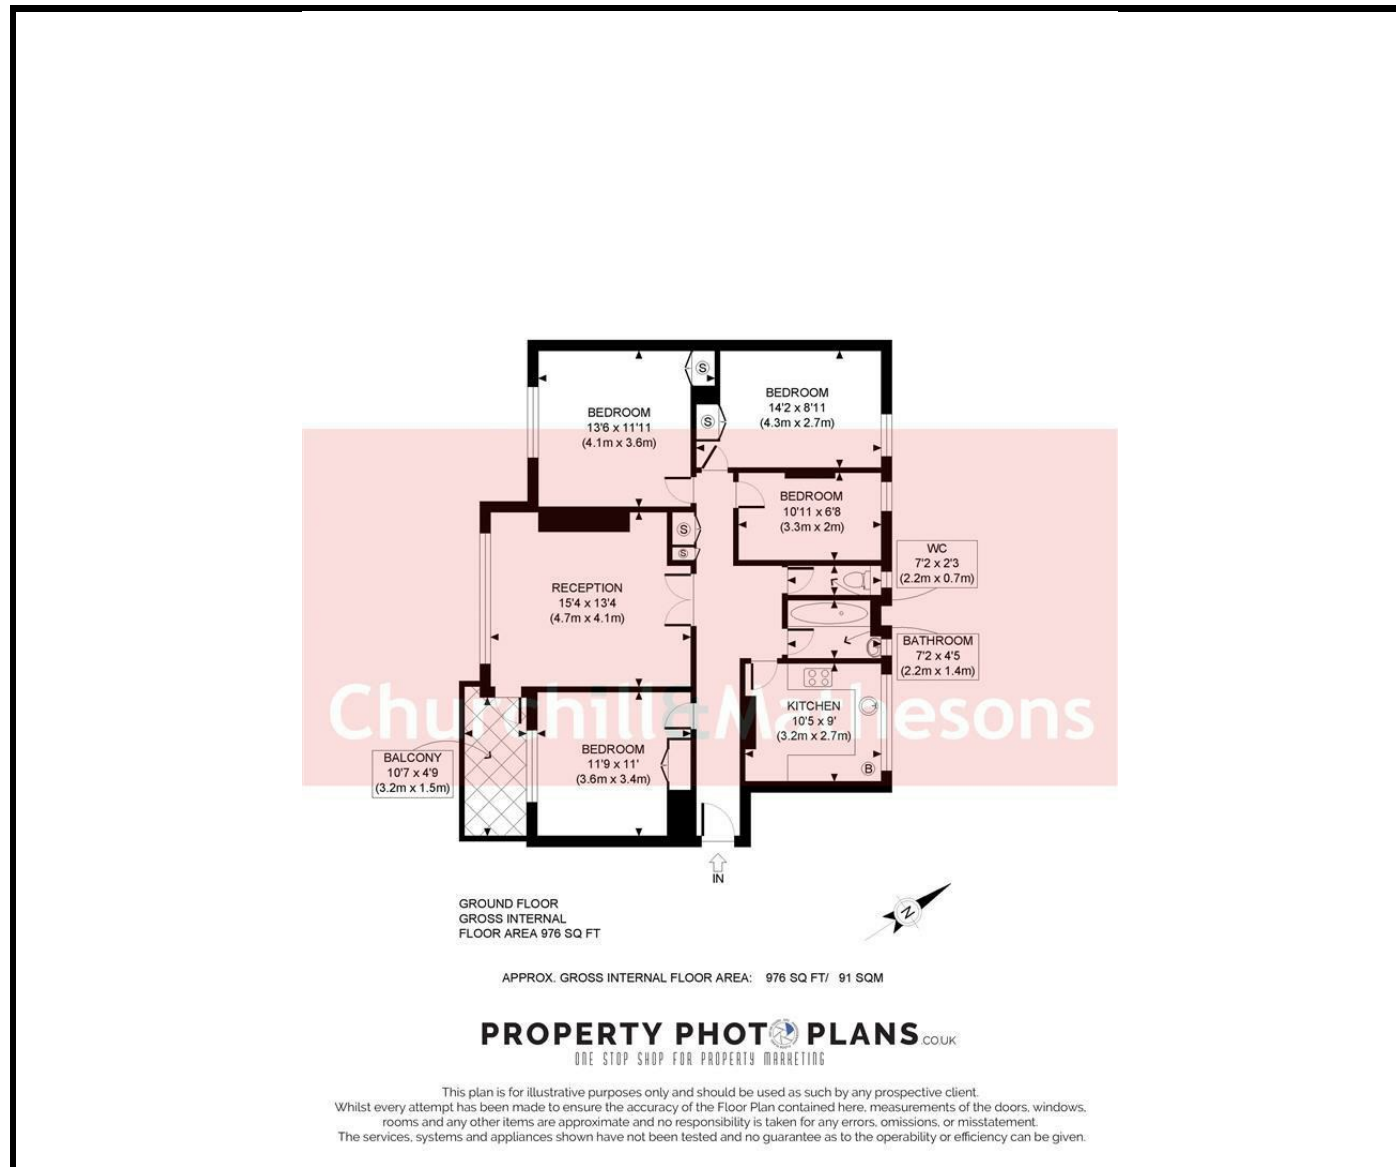 BEDROOM
13'6 x 11'11
(4.1m x 3.6m)
S
S
BEDROOM
14'2 x 8'11
(4.3m x 2.7m)
BEDROOM
10'11 x 6'8
(3.3m x 2m)
S
S
WC
7'2 x 2'3
(2.2m x 0.7m)
RECEPTION
15'4 x 13'4
(4.7m x 4.1m)
BATHROOM
7'2 x 4'5
(2.2m x 1.4m)
Churchill&Mathesons
KITCHEN
10'5 x 9'
(3.2m x 2.7m)
B
BALCONY
10'7 x 4'9
(3.2m x 1.5m)
BEDROOM
11'9 x 11'
(3.6m x 3.4m)
IN
GROUND FLOOR
GROSS INTERNAL
FLOOR AREA 976 SQ FT
N
APPROX. GROSS INTERNAL FLOOR AREA: 976 SQ FT/ 91 SQM
PROPERTY PHOTO PLANS.CO.UK
ONE STOP SHOP FOR PROPERTY MARKETING
This plan is for illustrative purposes only and should be used as such by any prospective client.
Whilst every attempt has been made to ensure the accuracy of the Floor Plan contained here, measurements of the doors, windows,
rooms and any other items are approximate and no responsibility is taken for any errors, omissions, or misstatement.
The services, systems and appliances shown have not been tested and no guarantee as to the operability or efficiency can be given.